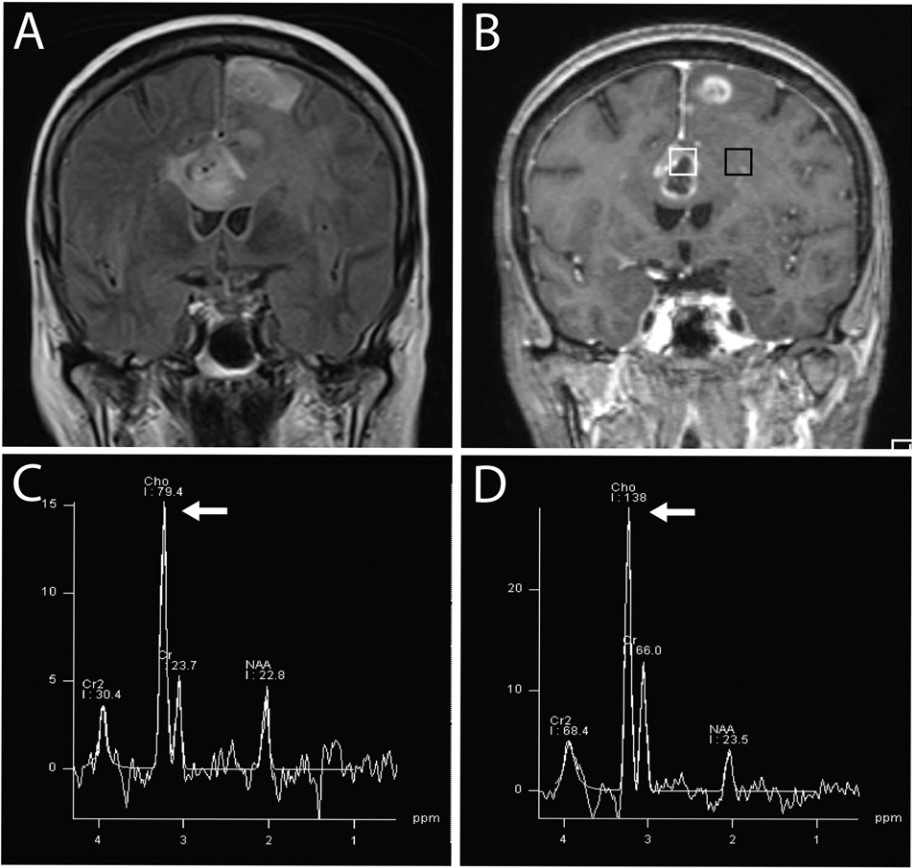 A
B
C
Cho
I : 79.4
15
10
Cr 23.7
5
Cr2
I : 30.4
NAA
I : 22.8
0
4 3 2 1 ppm
D
Cho
I : 138
20
Cr 66.0
10
Cr2
I : 68.4
NAA
I : 23.5
0
4 3 2 1 ppm